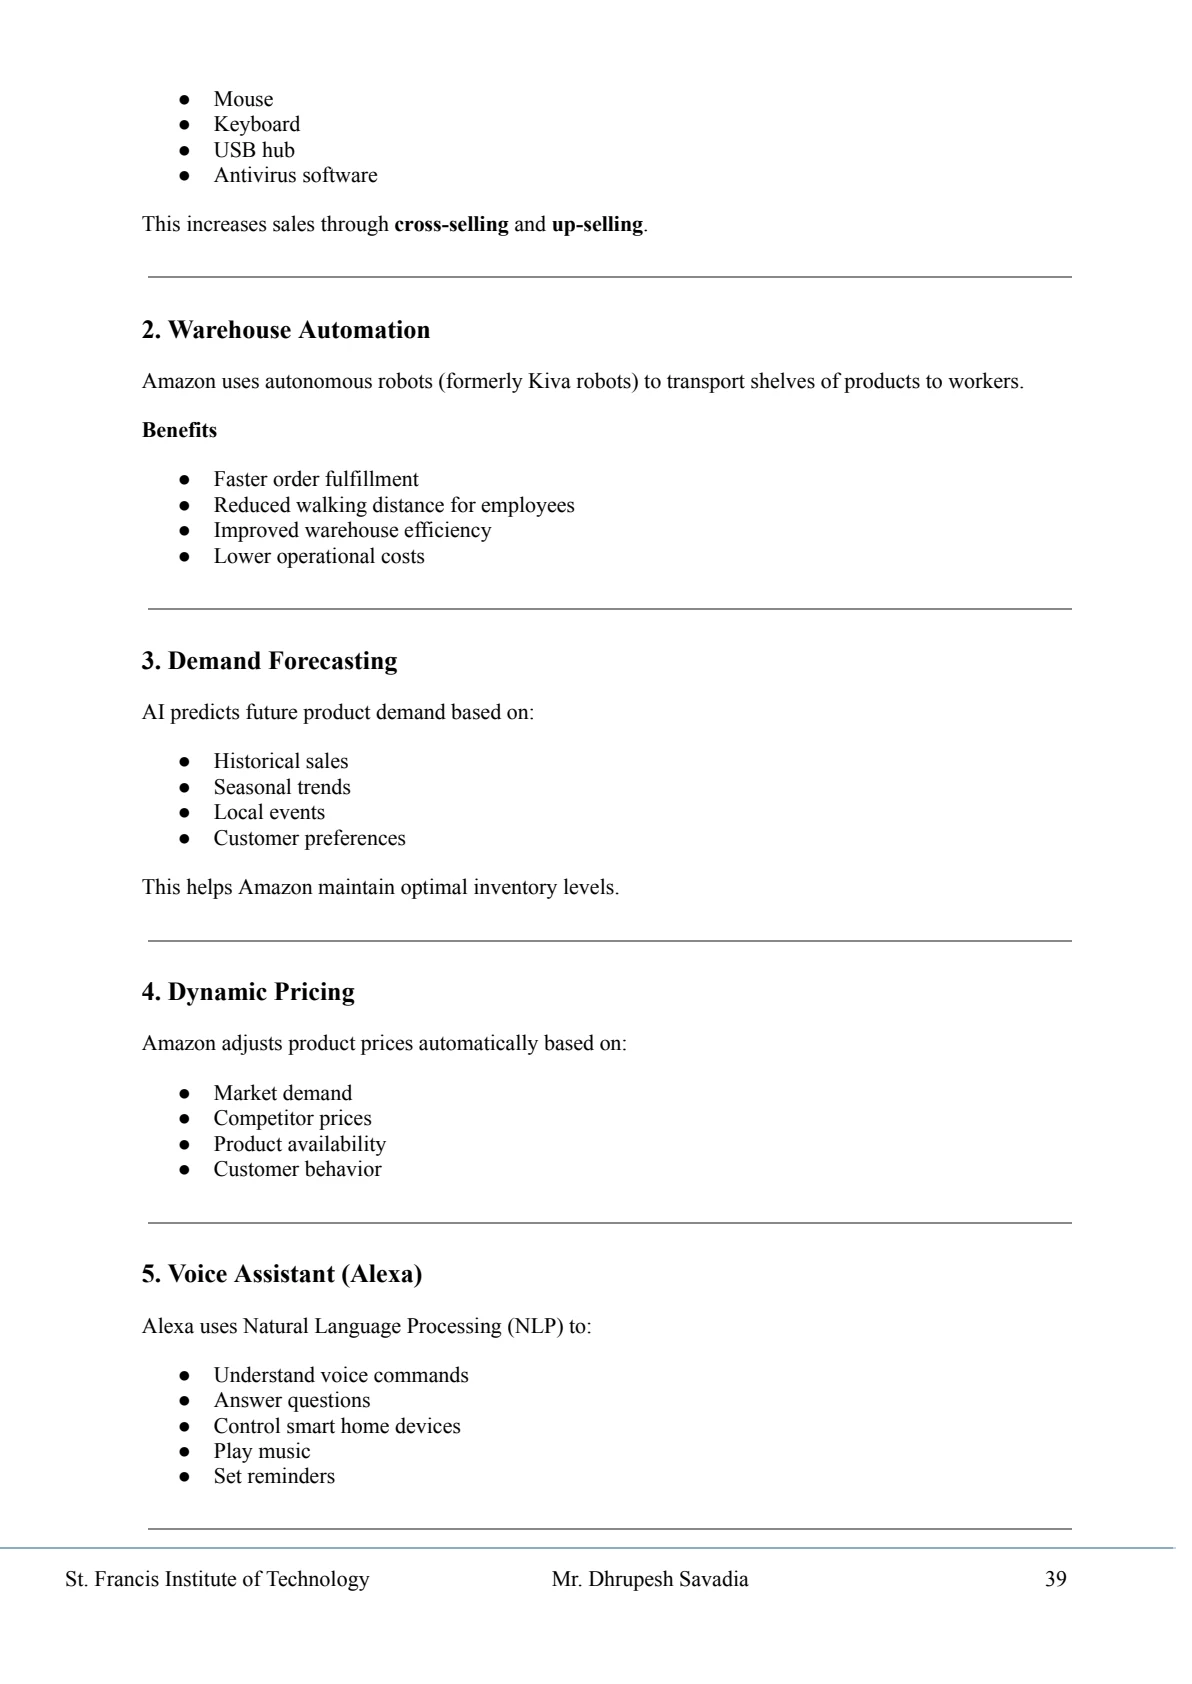 ● Mouse
● Keyboard
● USB hub
● Antivirus software
This increases sales through cross-selling and up-selling.
2. Warehouse Automation
Amazon uses autonomous robots (formerly Kiva robots) to transport shelves of products to workers.
Benefits
● Faster order fulfillment
● Reduced walking distance for employees
● Improved warehouse efficiency
● Lower operational costs
3. Demand Forecasting
AI predicts future product demand based on:
● Historical sales
● Seasonal trends
● Local events
● Customer preferences
This helps Amazon maintain optimal inventory levels.
4. Dynamic Pricing
Amazon adjusts product prices automatically based on:
● Market demand
● Competitor prices
● Product availability
● Customer behavior
5. Voice Assistant (Alexa)
Alexa uses Natural Language Processing (NLP) to:
● Understand voice commands
● Answer questions
● Control smart home devices
● Play music
● Set reminders
St. Francis Institute of Technology Mr. Dhrupesh Savadia 39